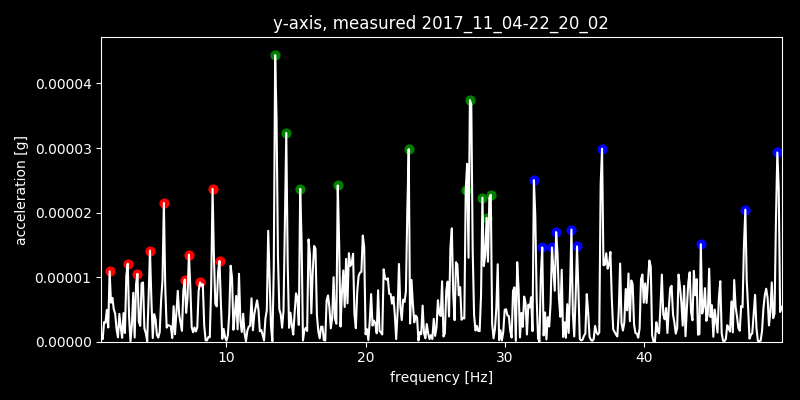 y-axis, measured 2017_11_04-22_20_02
acceleration [g]
0.00004
0.00003
0.00002
0.00001
0.00000
10 20 30 40
frequency [Hz]